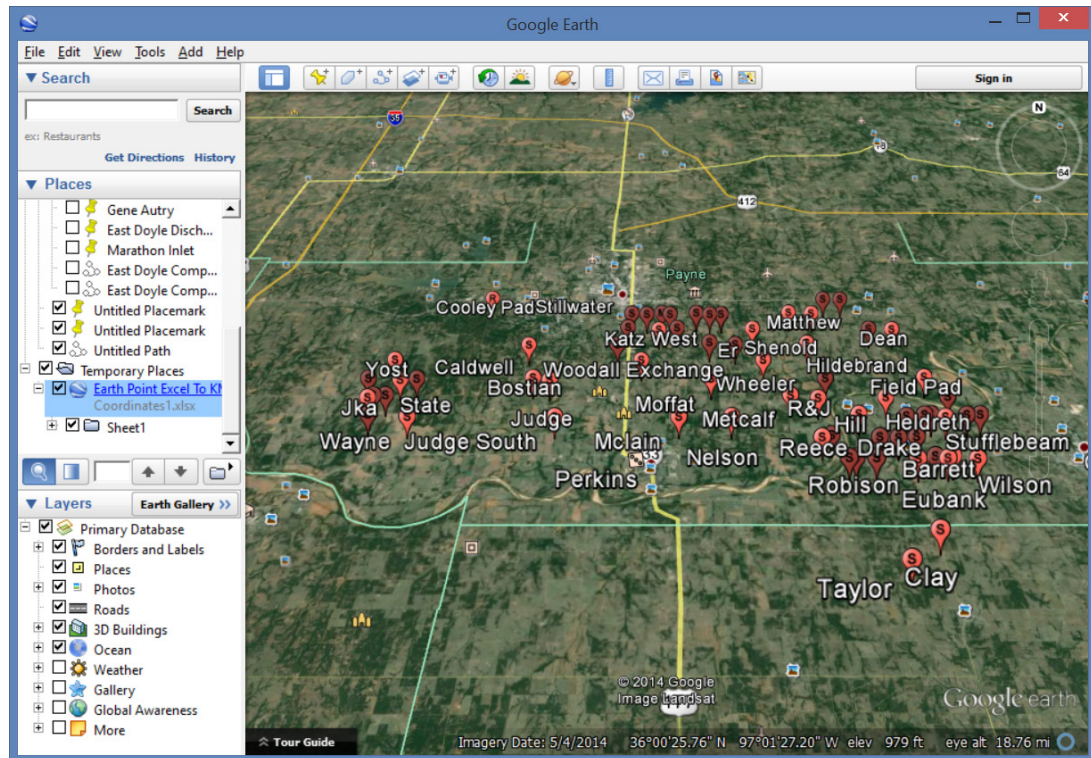 Google Earth
File Edit View Tools Add Help
Search
Search
ex: Restaurants
Get Directions History
Places
Gene Autry
East Doyle Disch...
Marathon Inlet
East Doyle Comp...
East Doyle Comp...
Untitled Placemark
Untitled Placemark
Untitled Path
Temporary Places
Earth Point Excel To KM
Coordinates1.xlsx
Sheet1
Layers
Earth Gallery >>
Primary Database
Borders and Labels
Places
Photos
Roads
3D Buildings
Ocean
Weather
Gallery
Global Awareness
More
Sign in
N
35
64
412
Payne
Cooley Pad Stillwater
Matthew
Katz West
Er Shenold
Dean
Yost
Caldwell
Woodall Exchange
Hildebrand
Bostian
Wheeler
Field Pad
Jka
State
Judge
Moffat
Metcalf
R&J
Hill
Heldreth
Wayne
Judge South
Mclain
Nelson
Reece
Drake
Stufflebeam
Perkins
33
Robison
Barrett
Wilson
Eubank
Taylor
Clay
© 2014 Google
Image Landsat
Google earth
Tour Guide
Imagery Date: 5/4/2014 36°00'25.76" N 97°01'27.20" W elev 979 ft eye alt 18.76 mi